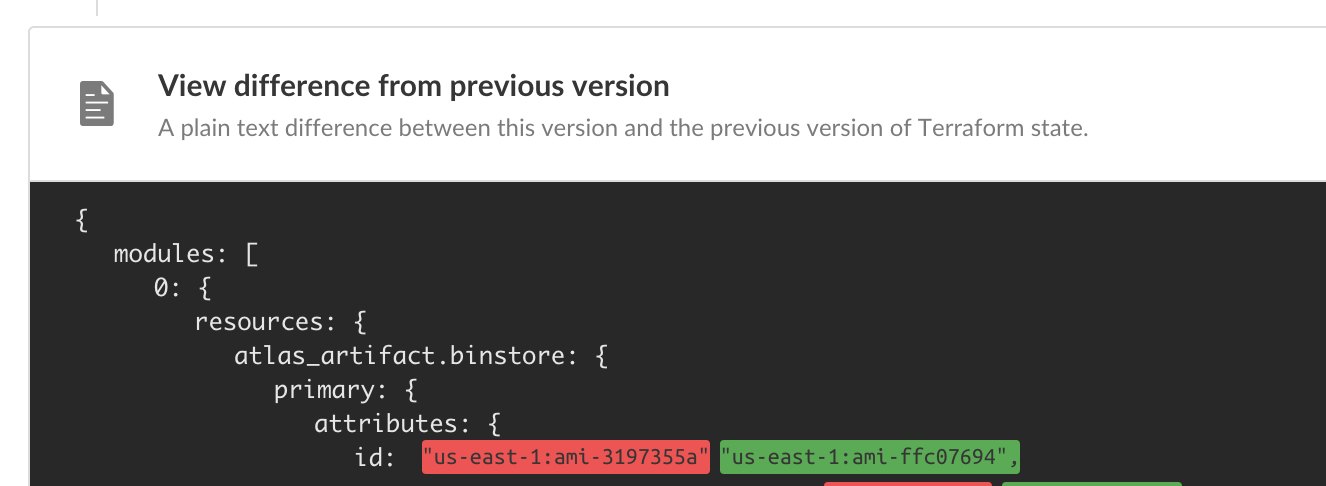 View difference from previous version
A plain text difference between this version and the previous version of Terraform state.
{
modules: [
0: {
resources: {
atlas_artifact.binstore: {
primary: {
attributes: {
id: "us-east-1:ami-3197355a" "us-east-1:ami-ffc07694",